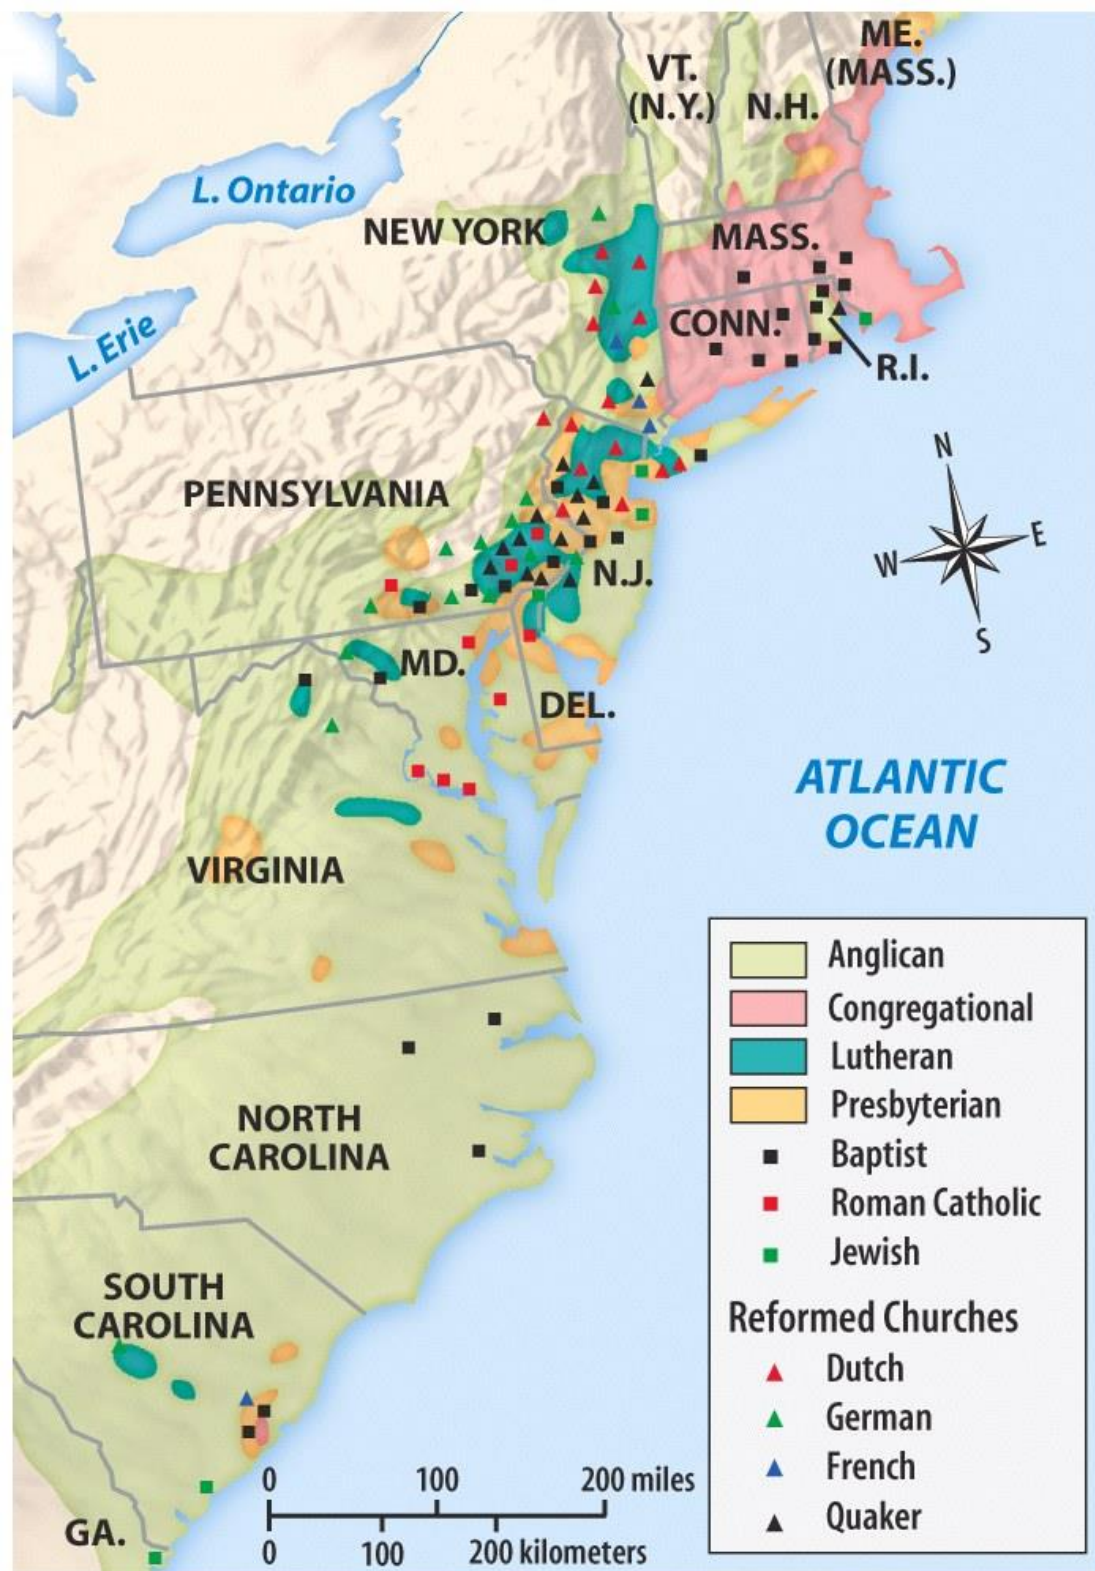 ME.
(MASS.)
VT.
(N.Y.)
N.H.
L. Ontario
NEW YORK
MASS.
CONN.
R.I.
L. Erie
PENNSYLVANIA
N
E
W
S
N.J.
MD.
DEL.
ATLANTIC
OCEAN
VIRGINIA
NORTH
CAROLINA
SOUTH
CAROLINA
GA.
0 100 200 miles
0 100 200 kilometers
Anglican
Congregational
Lutheran
Presbyterian
Baptist
Roman Catholic
Jewish
Reformed Churches
Dutch
German
French
Quaker